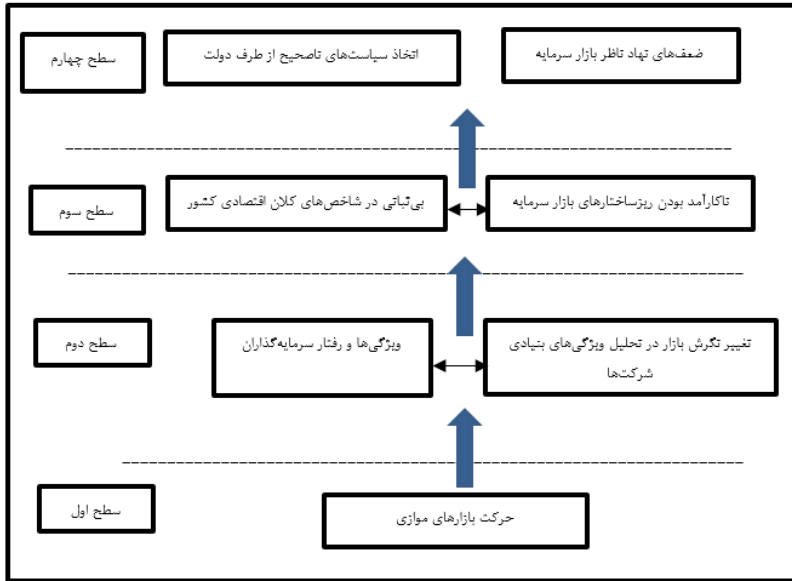 سطح چهارم
اتخاذ سیاست‌های ناصحیح از طرف دولت
ضعف‌های نهاد ناظر بازار سرمایه
سطح سوم
بی‌ثباتی در شاخص‌های کلان اقتصادی کشور
ناکارآمد بودن ریزساختارهای بازار سرمایه
سطح دوم
ویژگی‌ها و رفتار سرمایه‌گذاران
تغییر نگرش بازار در تحلیل ویژگی‌های بنیادی
شرکت‌ها
سطح اول
حرکت بازارهای موازی